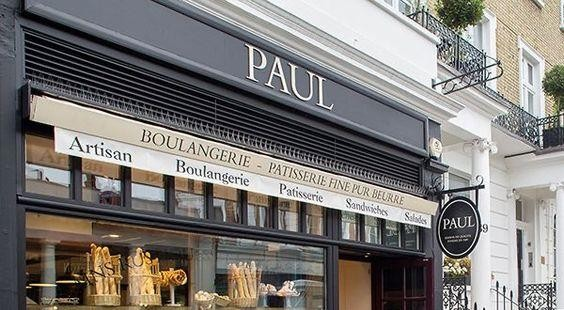 PAUL
BOULANGERIE - PATISSERIE FINE PUR BEURRE
Artisan Boulangerie Patisserie Sandwiches Salades
PAUL